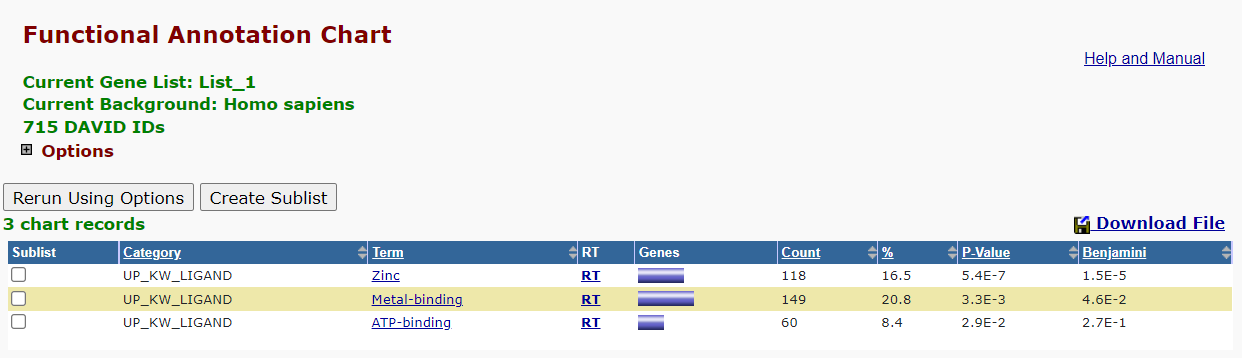 Functional Annotation Chart
Help and Manual
Current Gene List: List_1
Current Background: Homo sapiens
715 DAVID IDs
Options
Rerun Using Options Create Sublist
3 chart records Download File
Sublist Category Term RT Genes Count % P-Value Benjamini
UP_KW_LIGAND Zinc RT 118 16.5 5.4E-7 1.5E-5
UP_KW_LIGAND Metal-binding RT 149 20.8 3.3E-3 4.6E-2
UP_KW_LIGAND ATP-binding RT 60 8.4 2.9E-2 2.7E-1